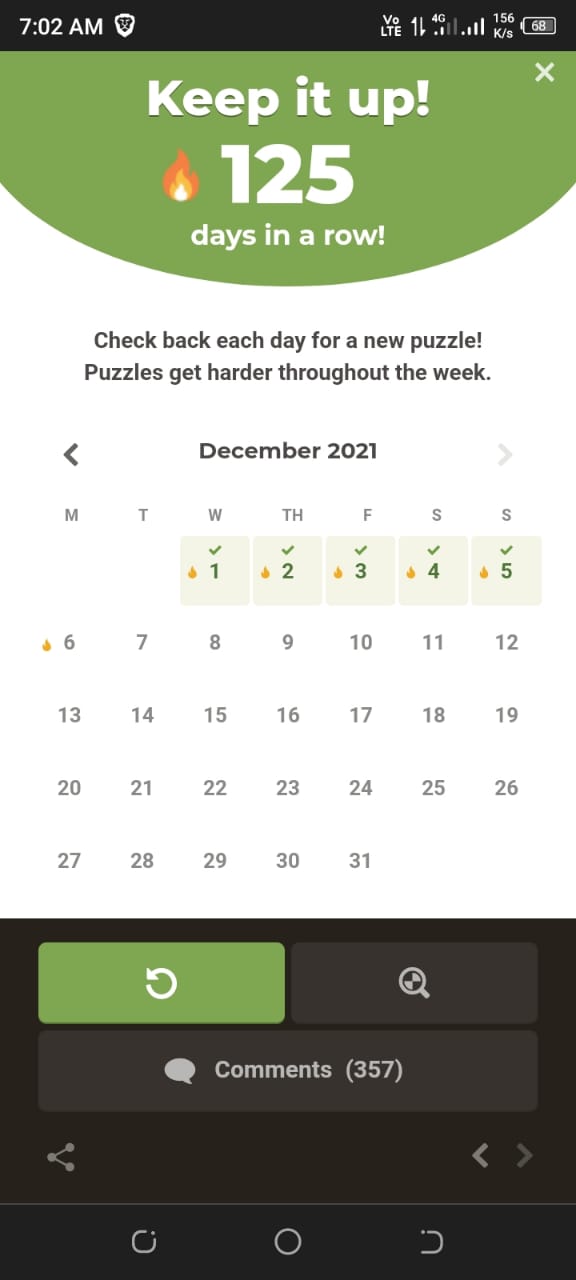 7:02 AM
Vo LTE 4G 156 K/s 68
Keep it up!
125
days in a row!
Check back each day for a new puzzle!
Puzzles get harder throughout the week.
December 2021
M T W TH F S S
1 2 3 4 5
6 7 8 9 10 11 12
13 14 15 16 17 18 19
20 21 22 23 24 25 26
27 28 29 30 31
Comments (357)